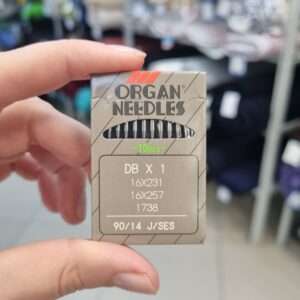 ORGAN
NEEDLES
DB X 1
16X231
16X257
1738
90/14 J/SES